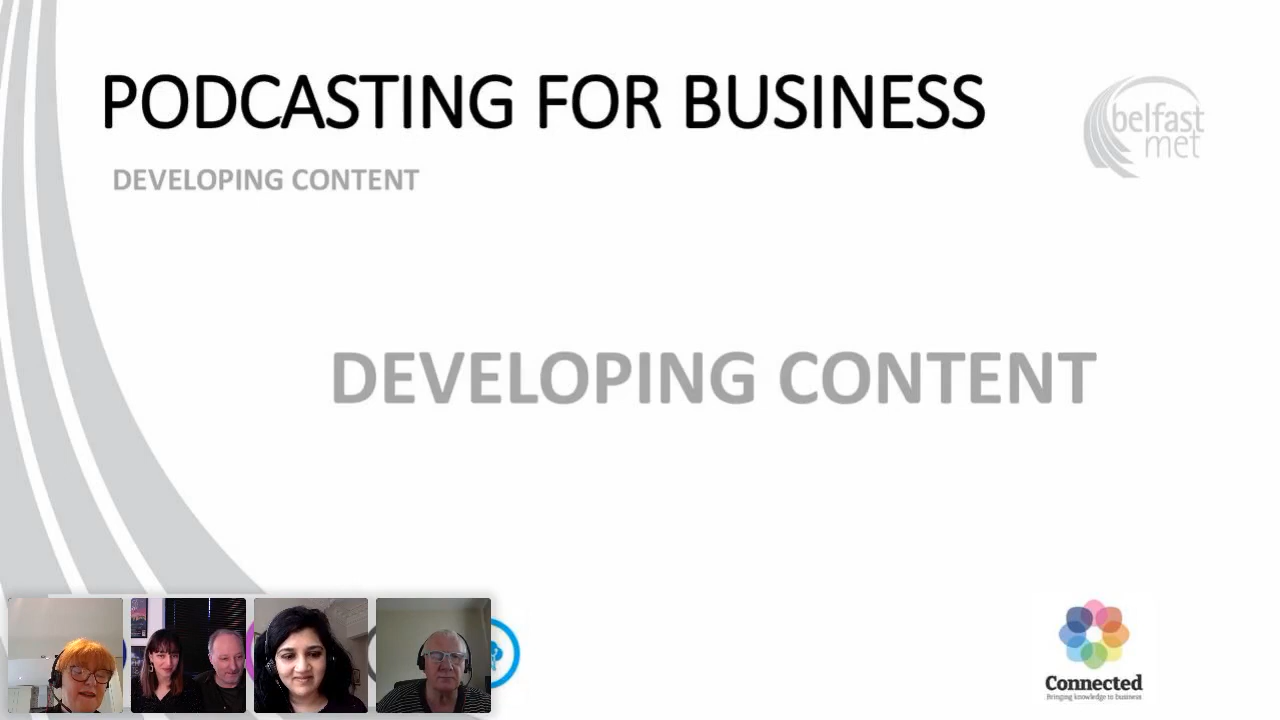 PODCASTING FOR BUSINESS
belfast
met
DEVELOPING CONTENT
DEVELOPING CONTENT
Connected
Bringing knowledge to business